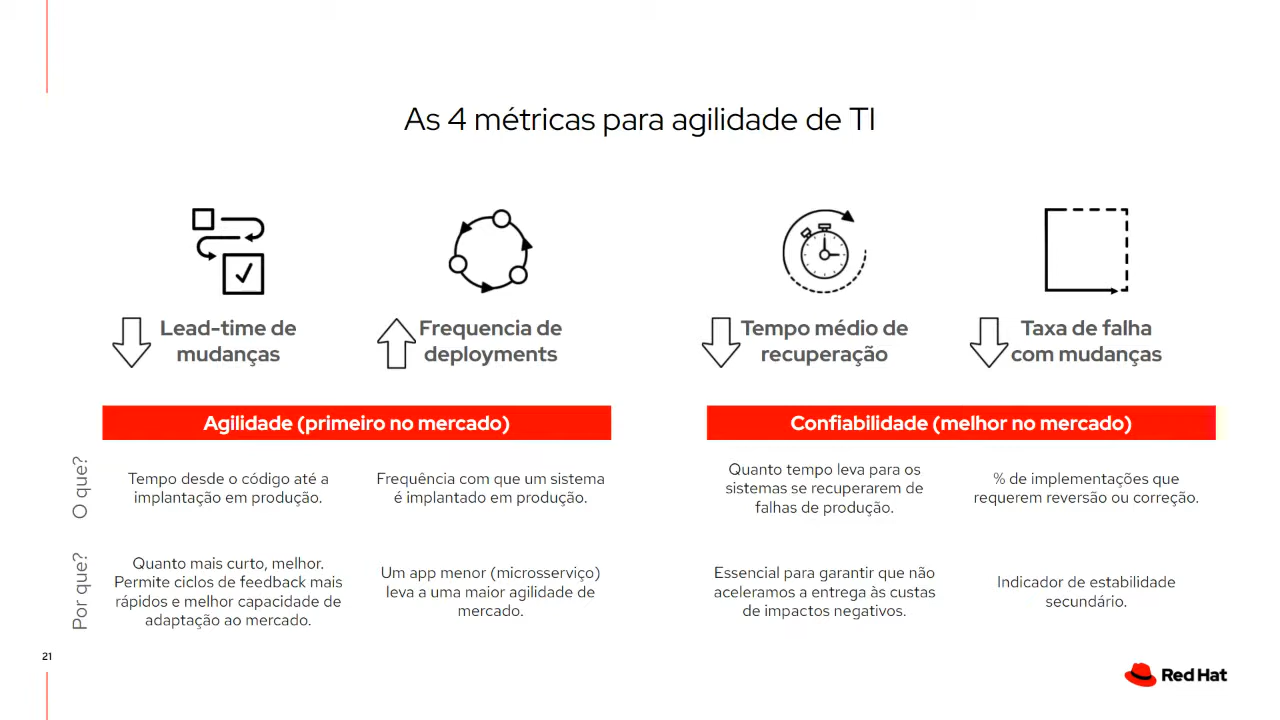 As 4 métricas para agilidade de TI
Lead-time de
mudanças
Frequencia de
deployments
Tempo médio de
recuperação
Taxa de falha
com mudanças
Agilidade (primeiro no mercado)
Confiabilidade (melhor no mercado)
O que?
Tempo desde o código até a
implantação em produção.
Frequência com que um sistema
é implantado em produção.
Quanto tempo leva para os
sistemas se recuperarem de
falhas de produção.
% de implementações que
requerem reversão ou correção.
Por que?
Quanto mais curto, melhor.
Permite ciclos de feedback mais
rápidos e melhor capacidade de
adaptação ao mercado.
Um app menor (microsserviço)
leva a uma maior agilidade de
mercado.
Essencial para garantir que não
aceleramos a entrega às custas
de impactos negativos.
Indicador de estabilidade
secundário.
21
Red Hat